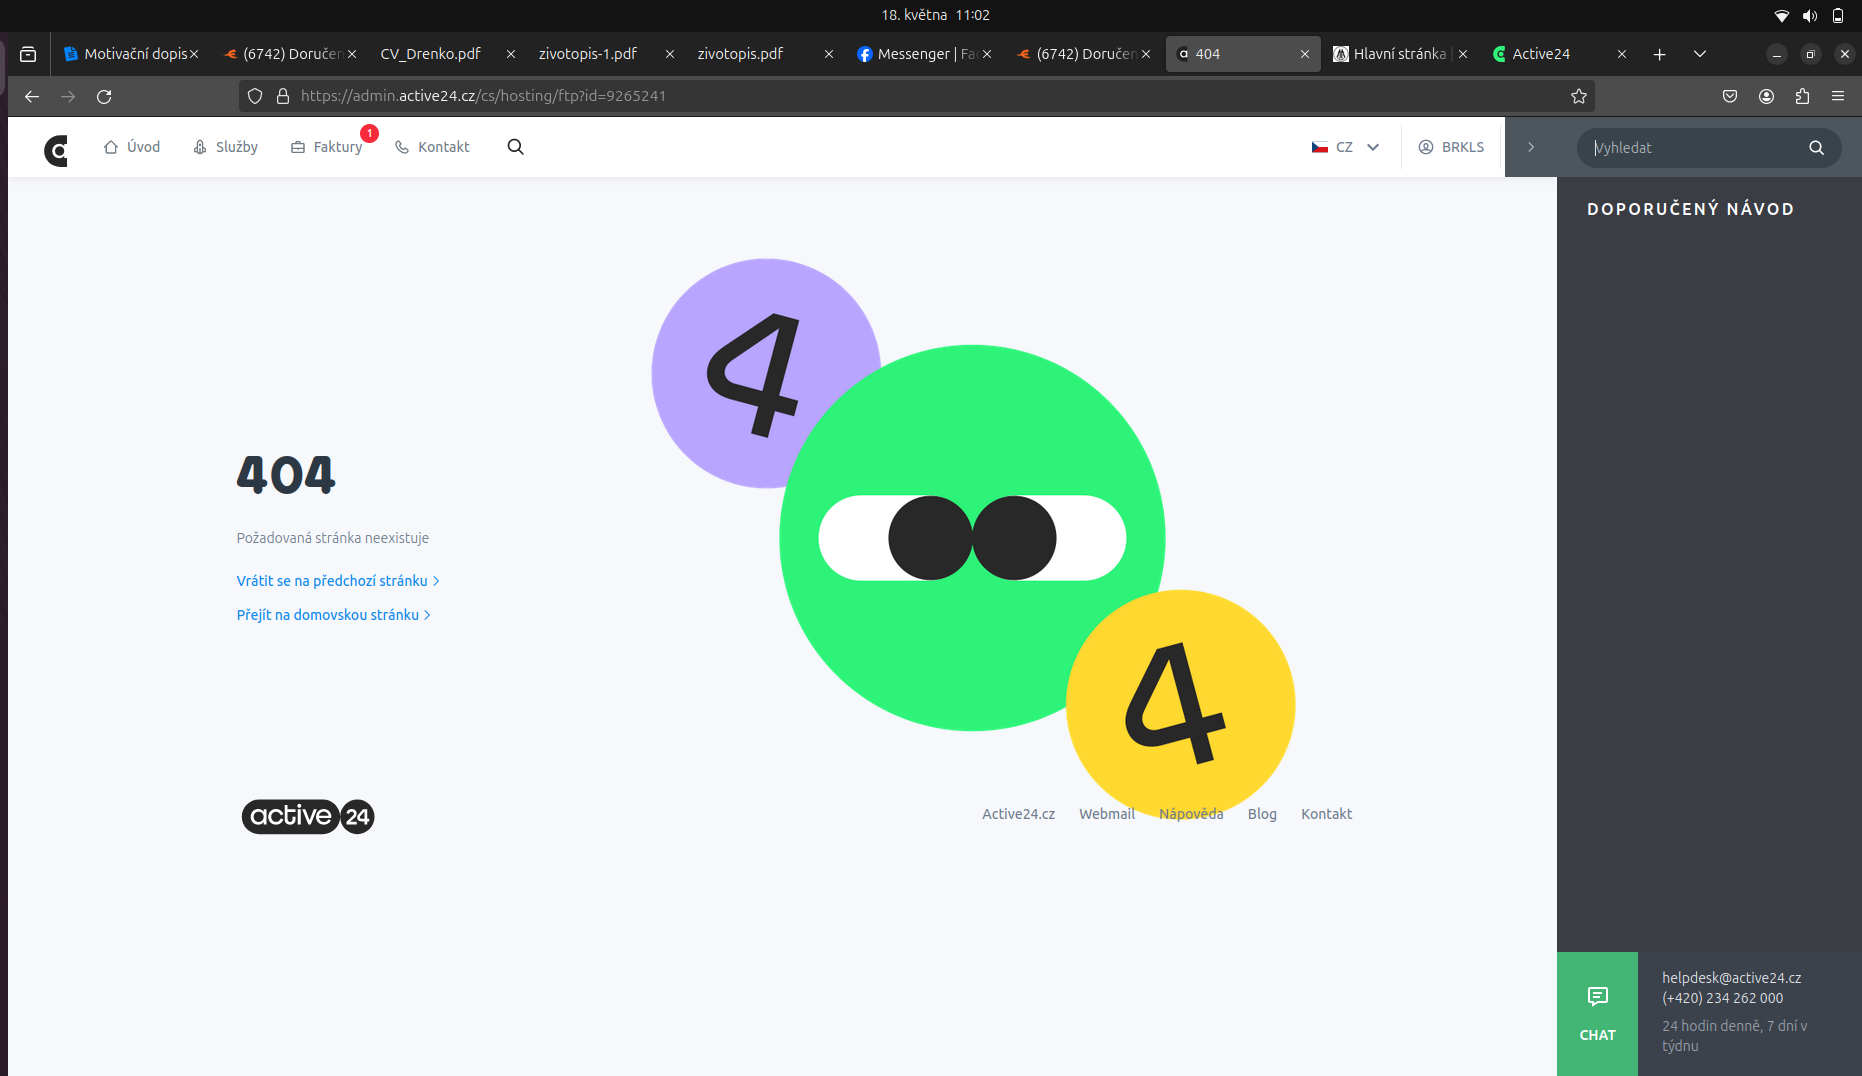 18. května 11:02
Motivační dopis
(6742) Doručen
CV_Drenko.pdf
zivotopis-1.pdf
zivotopis.pdf
Messenger | Fac
(6742) Doručen
404
Hlavní stránka |
Active24
https://admin.active24.cz/cs/hosting/ftp?id=9265241
Úvod
Služby
Faktury
1
Kontakt
CZ
BRKLS
Vyhledat
DOPORUČENÝ NÁVOD
4
4
404
Požadovaná stránka neexistuje
Vrátit se na předchozí stránku
Přejít na domovskou stránku
active 24
Active24.cz
Webmail
Nápověda
Blog
Kontakt
CHAT
helpdesk@active24.cz
(+420) 234 262 000
24 hodin denně, 7 dní v
týdnu